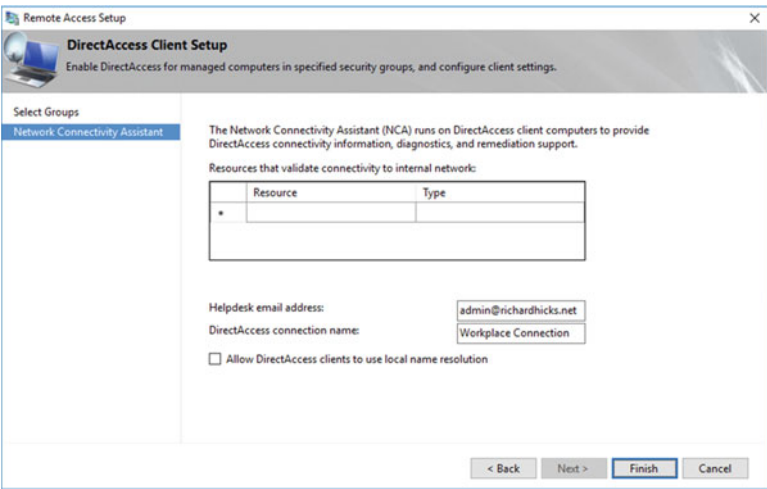 Remote Access Setup
DirectAccess Client Setup
Enable DirectAccess for managed computers in specified security groups, and configure client settings.
Select Groups
Network Connectivity Assistant
The Network Connectivity Assistant (NCA) runs on DirectAccess client computers to provide
DirectAccess connectivity information, diagnostics, and remediation support.
Resources that validate connectivity to internal network:
Resource Type
*
Helpdesk email address: admin@richardhicks.net
DirectAccess connection name: Workplace Connection
Allow DirectAccess clients to use local name resolution
< Back Next > Finish Cancel